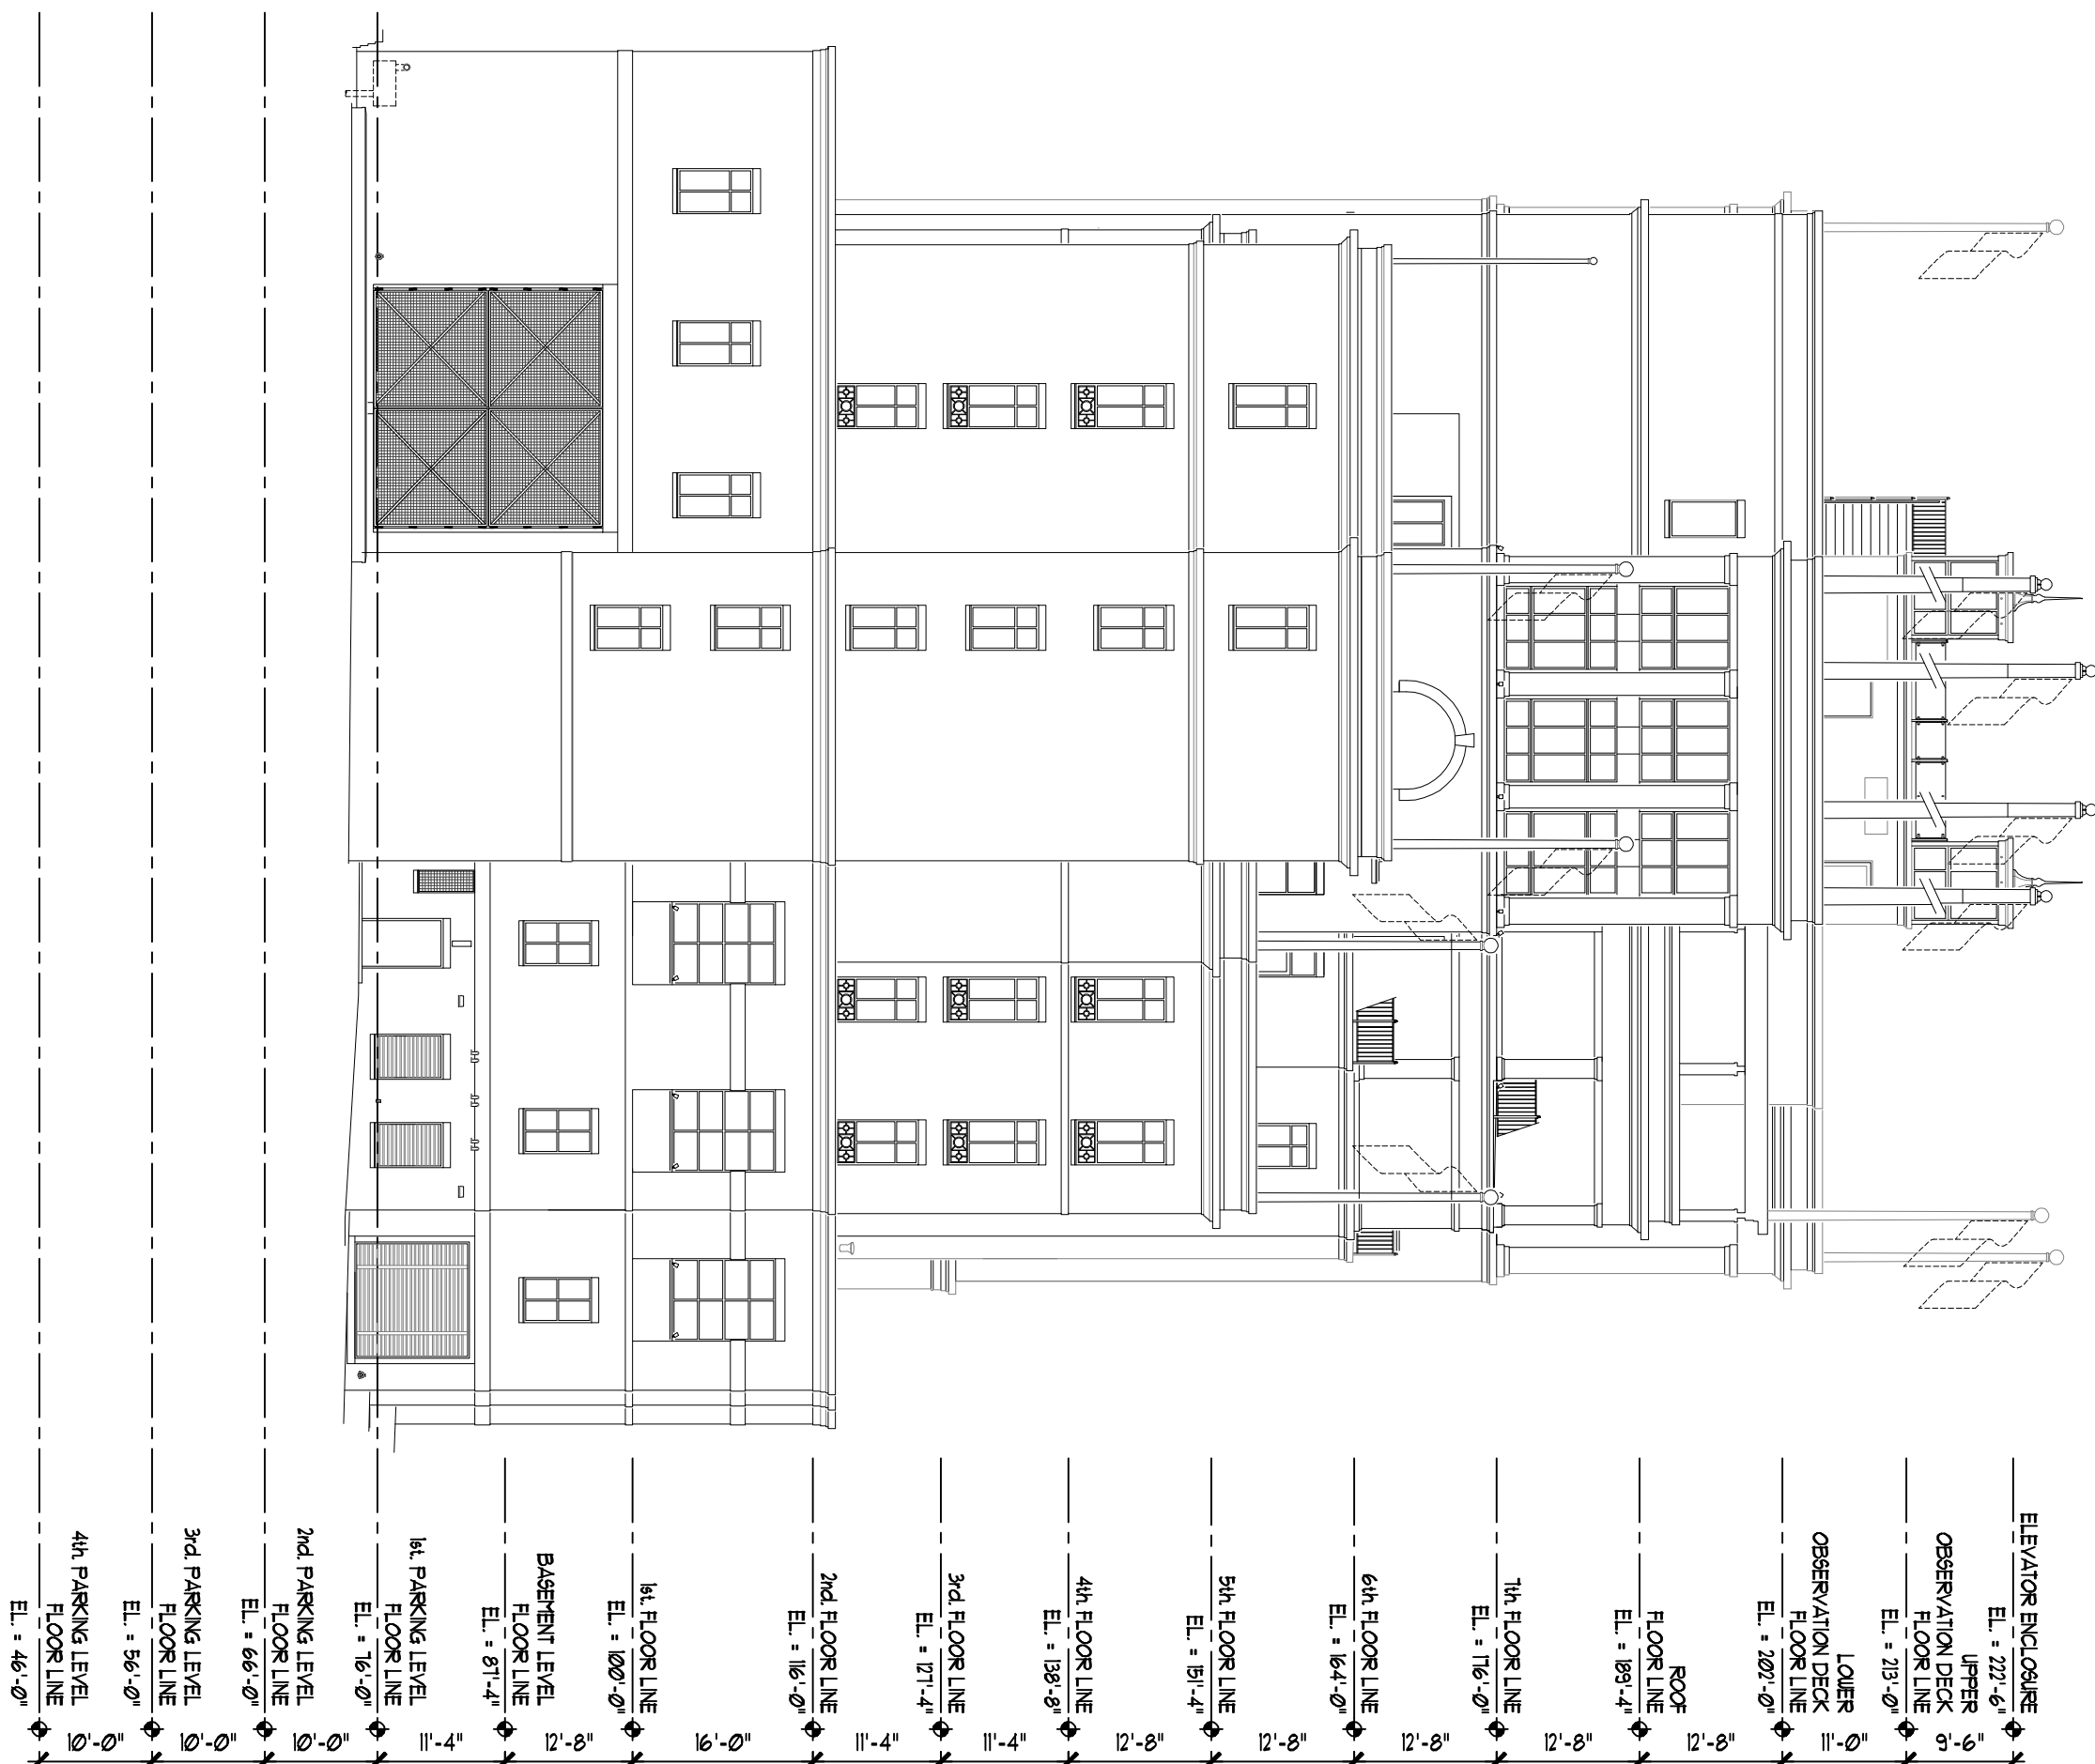 ELEVATOR ENCLOSURE
EL. = 222'-6"
9'-6"
UPPER
OBSERVATION DECK
FLOOR LINE
EL. = 213'-0"
11'-0"
LOWER
OBSERVATION DECK
FLOOR LINE
EL. = 202'-0"
12'-8"
ROOF
FLOOR LINE
EL. = 189'-4"
12'-8"
7th. FLOOR LINE
EL. = 176'-0"
12'-8"
6th. FLOOR LINE
EL. = 164'-0"
12'-8"
5th. FLOOR LINE
EL. = 151'-4"
12'-8"
4th. FLOOR LINE
EL. = 138'-8"
11'-4"
3rd. FLOOR LINE
EL. = 127'-4"
11'-4"
2nd. FLOOR LINE
EL. = 116'-0"
16'-0"
1st. FLOOR LINE
EL. = 100'-0"
12'-8"
BASEMENT LEVEL
FLOOR LINE
EL. = 87'-4"
11'-4"
1st. PARKING LEVEL
FLOOR LINE
EL. = 76'-0"
10'-0"
2nd. PARKING LEVEL
FLOOR LINE
EL. = 66'-0"
10'-0"
3rd. PARKING LEVEL
FLOOR LINE
EL. = 56'-0"
10'-0"
4th. PARKING LEVEL
FLOOR LINE
EL. = 46'-0"